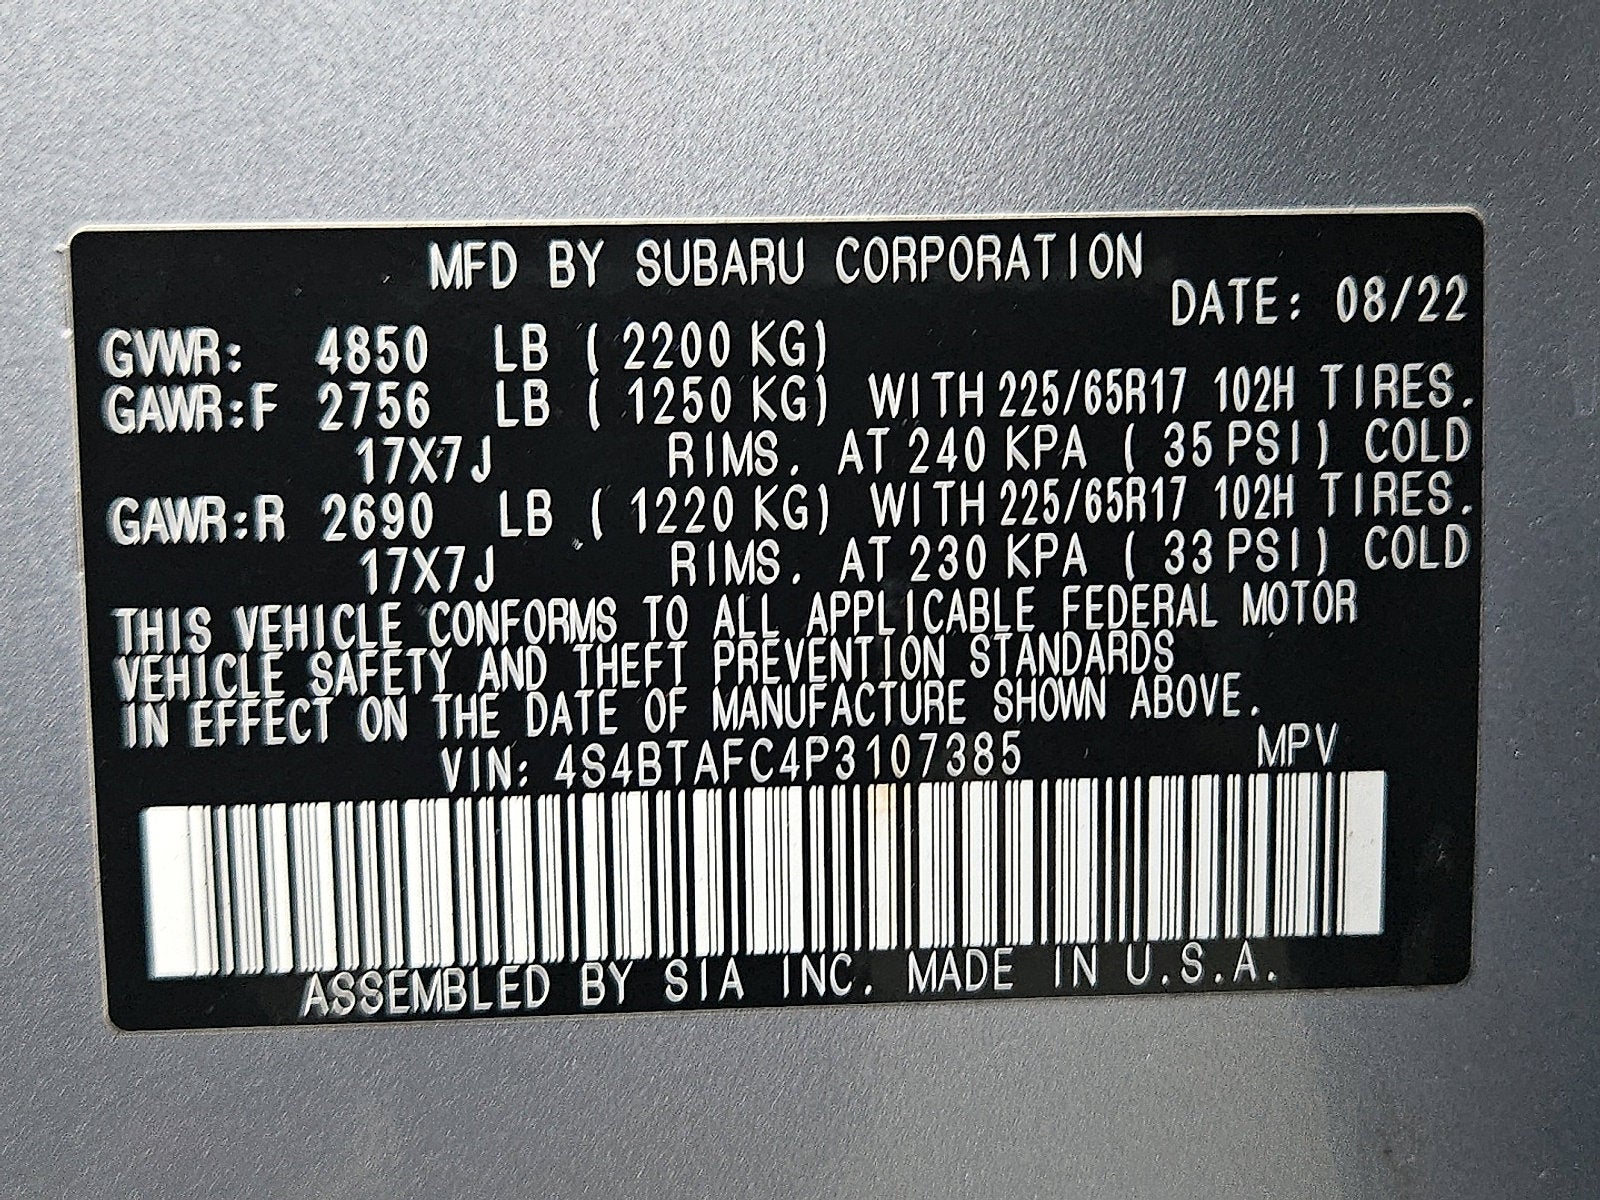 MFD BY SUBARU CORPORATION
DATE: 08/22
GVWR: 4850 LB (2200 KG)
GAWR:F 2756 LB (1250 KG) WITH 225/65R17 102H TIRES.
17X7J RIMS. AT 240 KPA (35 PSI) COLD
GAWR:R 2690 LB (1220 KG) WITH 225/65R17 102H TIRES.
17X7J RIMS. AT 230 KPA (33 PSI) COLD
THIS VEHICLE CONFORMS TO ALL APPLICABLE FEDERAL MOTOR
VEHICLE SAFETY AND THEFT PREVENTION STANDARDS
IN EFFECT ON THE DATE OF MANUFACTURE SHOWN ABOVE.
VIN: 4S4BTAFC4P3107385 MPV
ASSEMBLED BY SIA INC. MADE IN U.S.A.